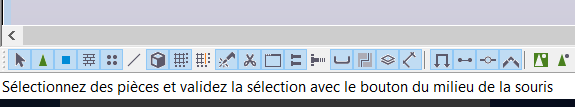 Sélectionnez des pièces et validez la sélection avec le bouton du milieu de la souris